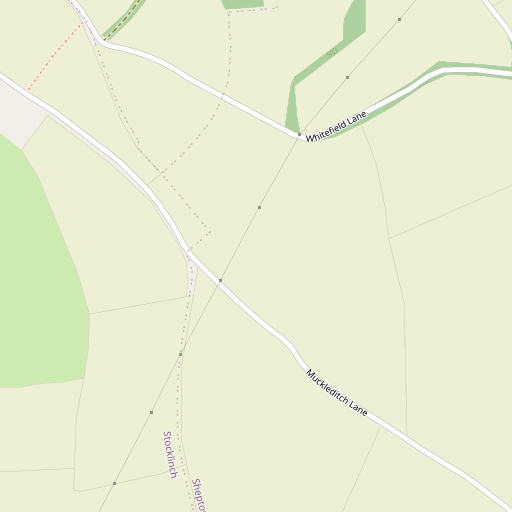 Whitefield Lane
Muckleditch Lane
Stocklinch